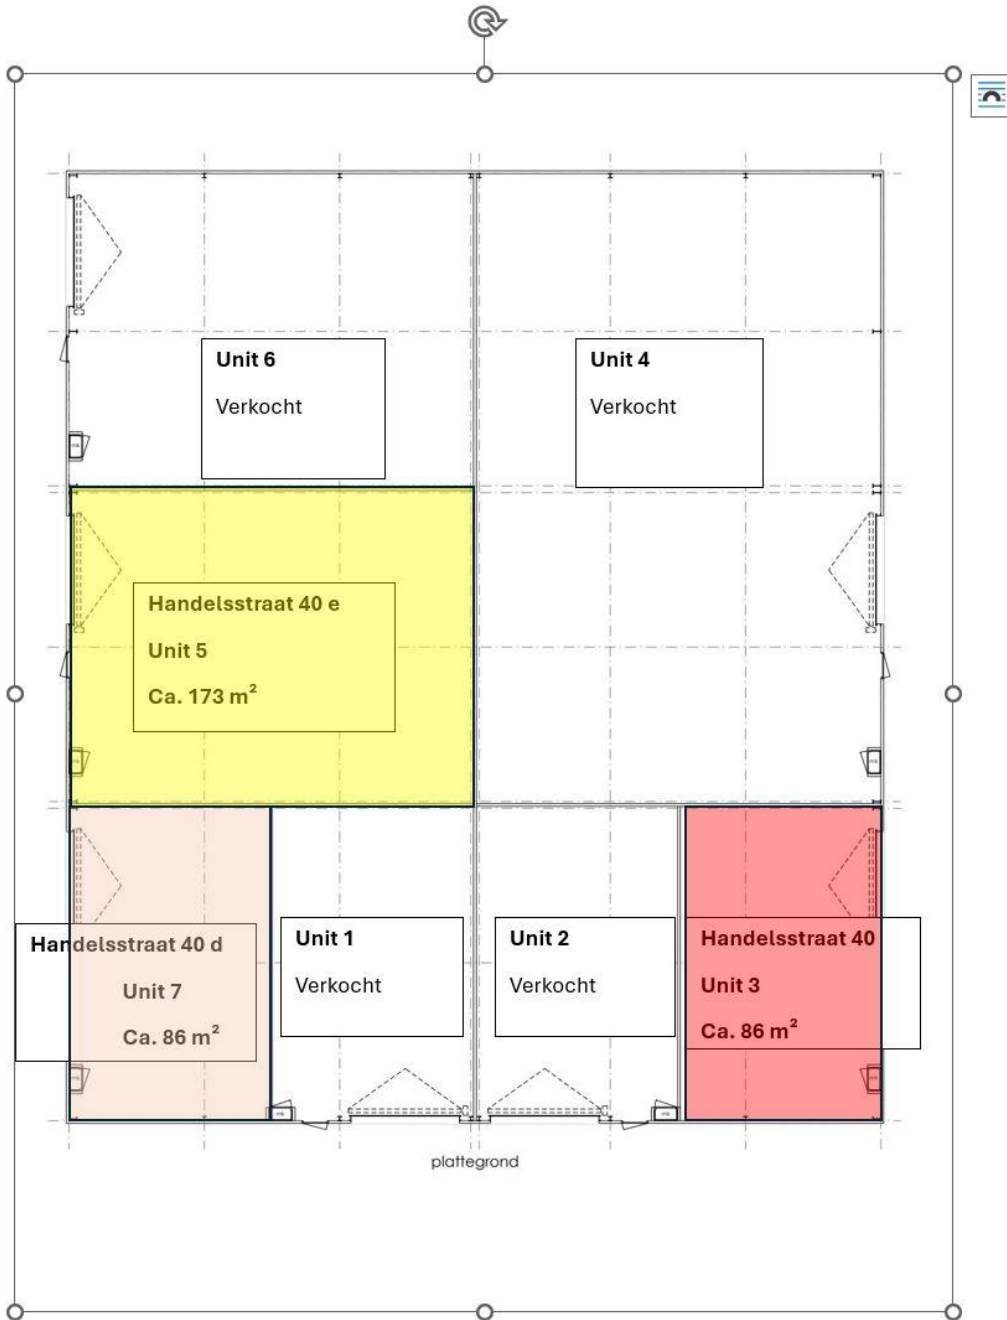 Unit 6
Verkocht
Unit 4
Verkocht
Handelsstraat 40 e
Unit 5
Ca. 173 m²
Handelsstraat 40 d
Unit 7
Ca. 86 m²
Unit 1
Verkocht
Unit 2
Verkocht
Handelsstraat 40
Unit 3
Ca. 86 m²
plattegrond